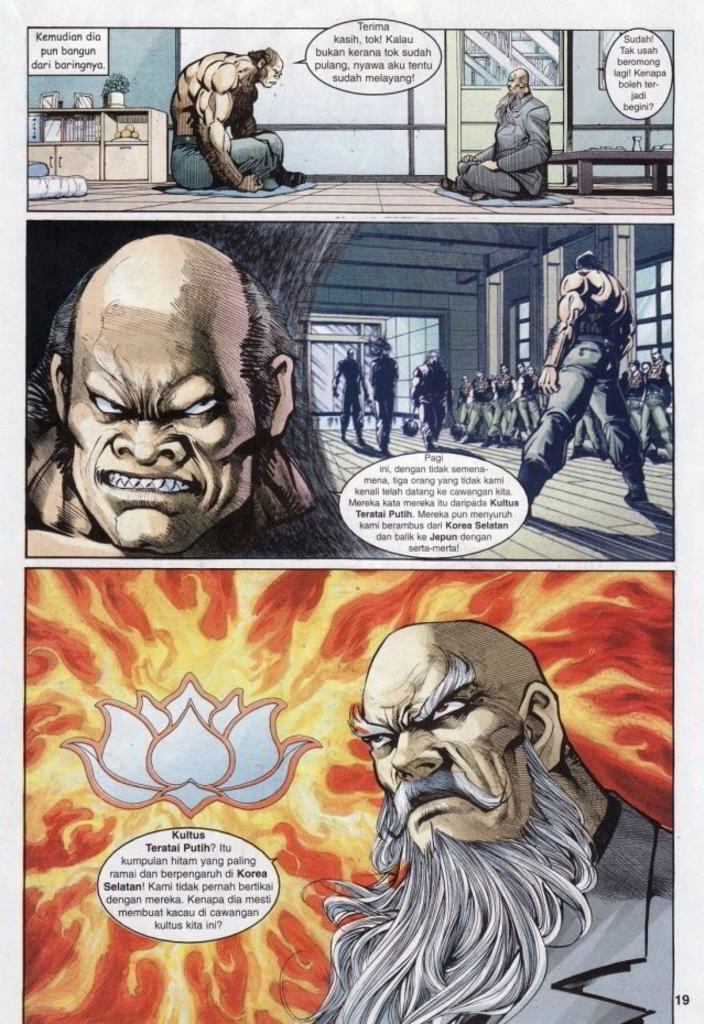 Kemudian dia
pun bangun
dari baringnya.
Terima
kasih, tok! Kalau
bukan kerana tok sudah
pulang, nyawa aku tentu
sudah melayang!
Sudah!
Tak usah
beromong
lagi! Kenapa
boleh ter-
jadi
begini?
Pagi
ini, dengan tidak semena-
mena, tiga orang yang tidak kami
kenali telah datang ke cawangan kita.
Mereka kata mereka itu daripada Kultus
Teratai Putih. Mereka pun menyuruh
kami berambus dari Korea Selatan
dan balik ke Jepun dengan
serta-merta!
Kultus
Teratai Putih? Itu
kumpulan hitam yang paling
ramai dan berpengaruh di Korea
Selatan! Kami tidak pernah bertikai
dengan mereka. Kenapa dia mesti
membuat kacau di cawangan
kultus kita ini?
19